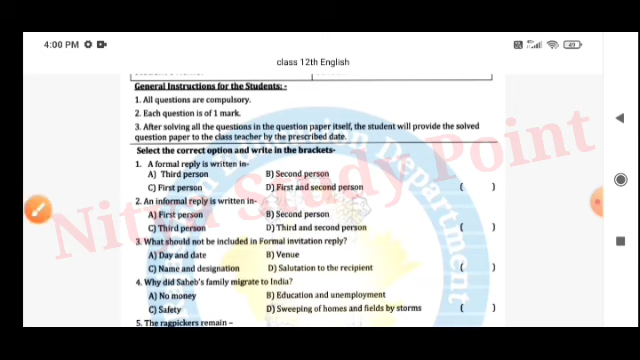 4:00 PM
49
class 12th English
General Instructions for the Students: -
1. All questions are compulsory.
2. Each question is of 1 mark.
3. After solving all the questions in the question paper itself, the student will provide the solved
question paper to the class teacher by the prescribed date.
Select the correct option and write in the brackets-
1. A formal reply is written in-
A) Third person B) Second person
C) First person D) First and second person ( )
2. An informal reply is written in-
A) First person B) Second person
C) Third person D) Third and second person ( )
3. What should not be included in Formal invitation reply?
A) Day and date B) Venue
C) Name and designation D) Salutation to the recipient ( )
4. Why did Saheb's family migrate to India?
A) No money B) Education and unemployment
C) Safety D) Sweeping of homes and fields by storms ( )
5. The ragpickers remain –
Nitya Study Point
Department